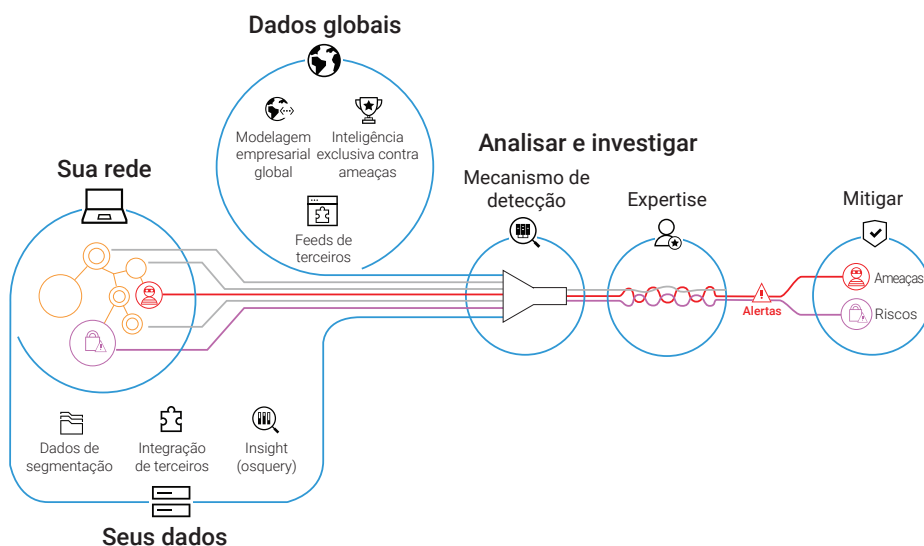 Dados globais
Modelagem
empresarial
global
Inteligência
exclusiva contra
ameaças
Feeds de
terceiros
Sua rede
Dados de
segmentação
Integração
de terceiros
Insight
(osquery)
Seus dados
Analisar e investigar
Mecanismo de
detecção
Expertise
Alertas
Mitigar
Ameaças
Riscos